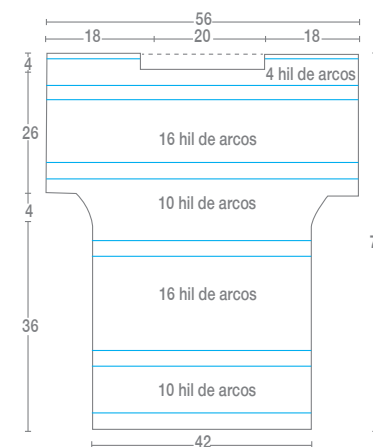 56
18 20 18
4
4 hil de arcos
26
16 hil de arcos
10 hil de arcos
4
16 hil de arcos
36
10 hil de arcos
42